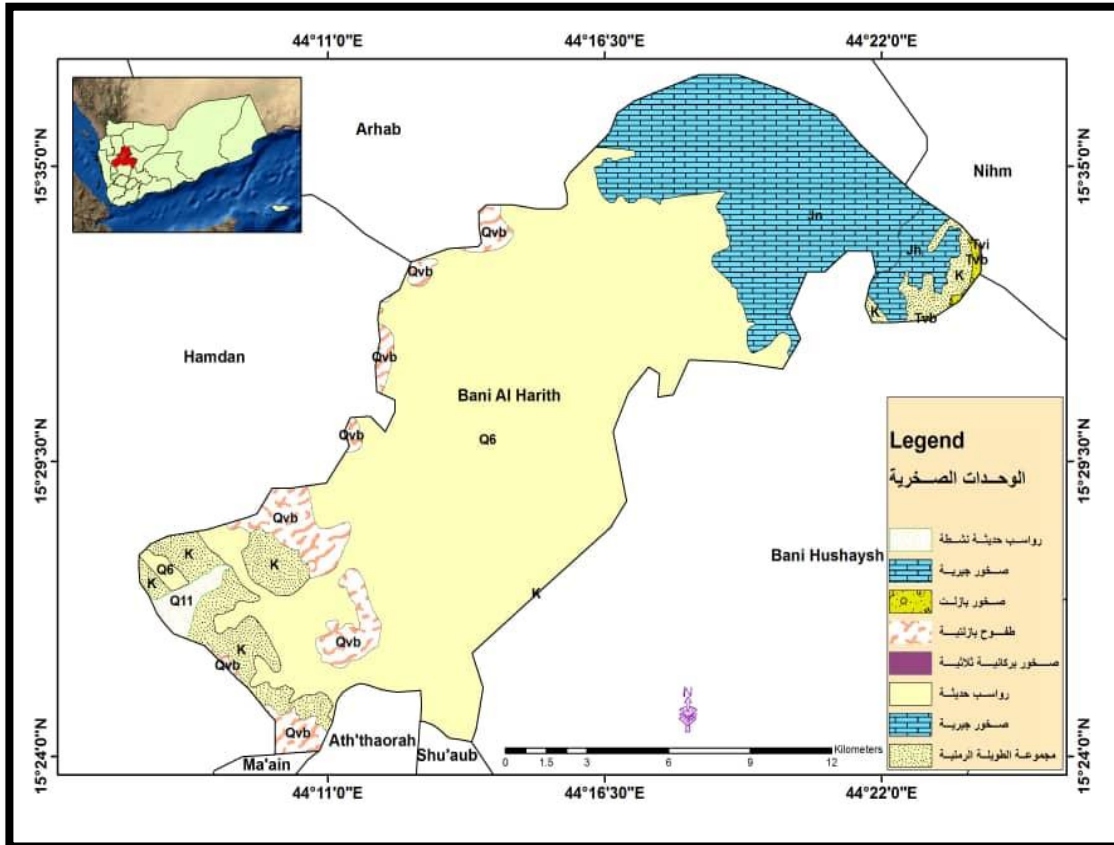 44°11'0"E 44°16'30"E 44°22'0"E
Arhab
15°35'0"N 15°35'0"N
Nihm
Jn
Qvb
Tvi
Jh
Tvb
Qvb
K
K
Tvb
Qvb
Hamdan
Bani Al Harith
Qvb
Q6
15°29'30"N 15°29'30"N
Legend
الوحدات الصخرية
رواسب حديثة نشطة
صخور جيرية
صخور بازلت
طفوح بازلتية
صخور بركانية ثلاثية
رواسب حديثة
صخور جيرية
مجموعة الطويلة الرملية
Qvb
K
Q6
K
K
Bani Hushaysh
Q11
K
Qvb
K
Qvb
N
Qvb
Ath'thaorah
Shu'aub
Ma'ain
Kilometers
0 1.5 3 6 9 12
15°24'0"N 15°24'0"N
44°11'0"E 44°16'30"E 44°22'0"E